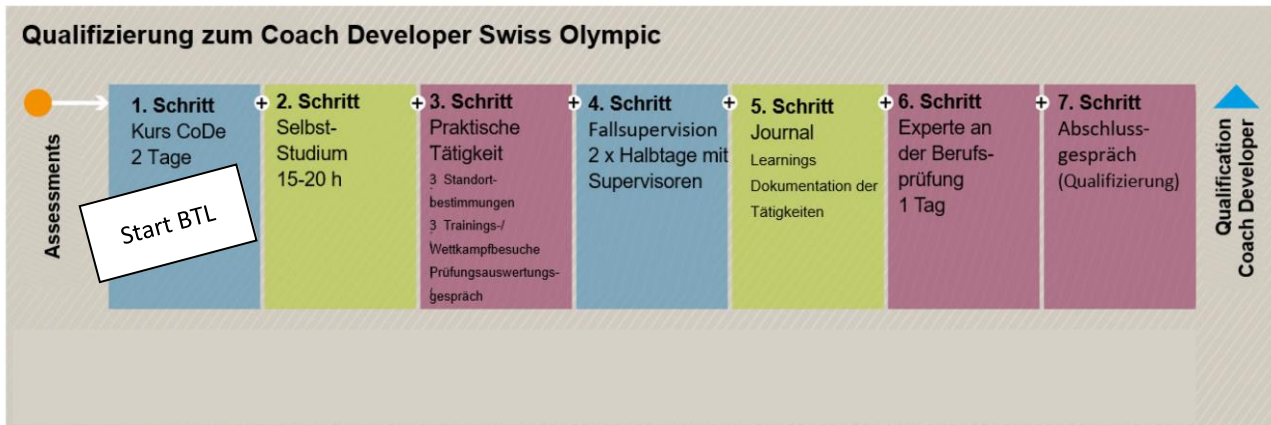 Qualifizierung zum Coach Developer Swiss Olympic
Assessments
1. Schritt
Kurs CoDe
2 Tage
Start BTL
+
2. Schritt
Selbst-
Studium
15-20 h
+
3. Schritt
Praktische
Tätigkeit
3 Standort-
bestimmungen
3 Trainings-/
Wettkampfbesuche
Prüfungsauswertungs-
gespräch
+
4. Schritt
Fallsupervision
2 x Halbtage mit
Supervisoren
+
5. Schritt
Journal
Learnings
Dokumentation der
Tätigkeiten
+
6. Schritt
Experte an
der Berufs-
prüfung
1 Tag
+
7. Schritt
Abschluss-
gespräch
(Qualifizierung)
Qualification
Coach Developer